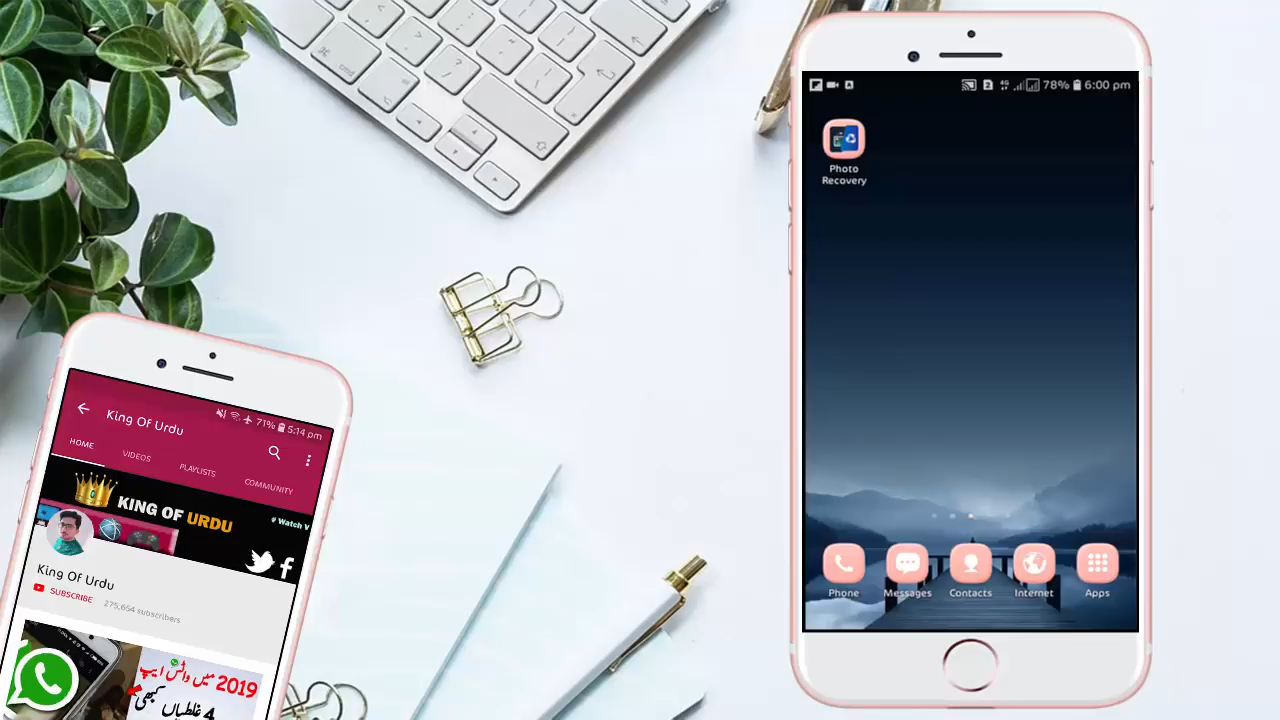 King Of Urdu
71% 5:14 pm
HOME VIDEOS PLAYLISTS COMMUNITY
KING OF URDU
# Watch V
King Of Urdu
SUBSCRIBE 275,654 subscribers
2019 میں واٹس ایپ
4 غلطیاں کبھی
cmd
4G 78% 6:00 pm
Photo
Recovery
Phone Messages Contacts Internet Apps